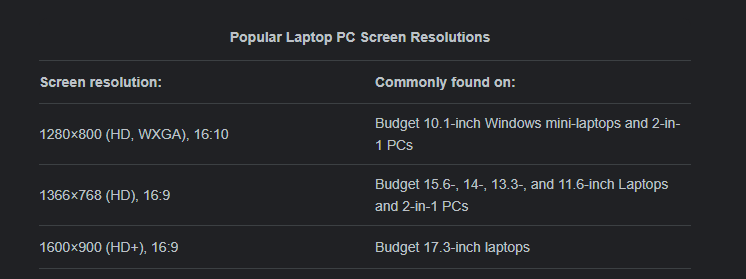 Popular Laptop PC Screen Resolutions
Screen resolution:
Commonly found on:
1280×800 (HD, WXGA), 16:10
Budget 10.1-inch Windows mini-laptops and 2-in-
1 PCs
1366×768 (HD), 16:9
Budget 15.6-, 14-, 13.3-, and 11.6-inch Laptops
and 2-in-1 PCs
1600×900 (HD+), 16:9
Budget 17.3-inch laptops